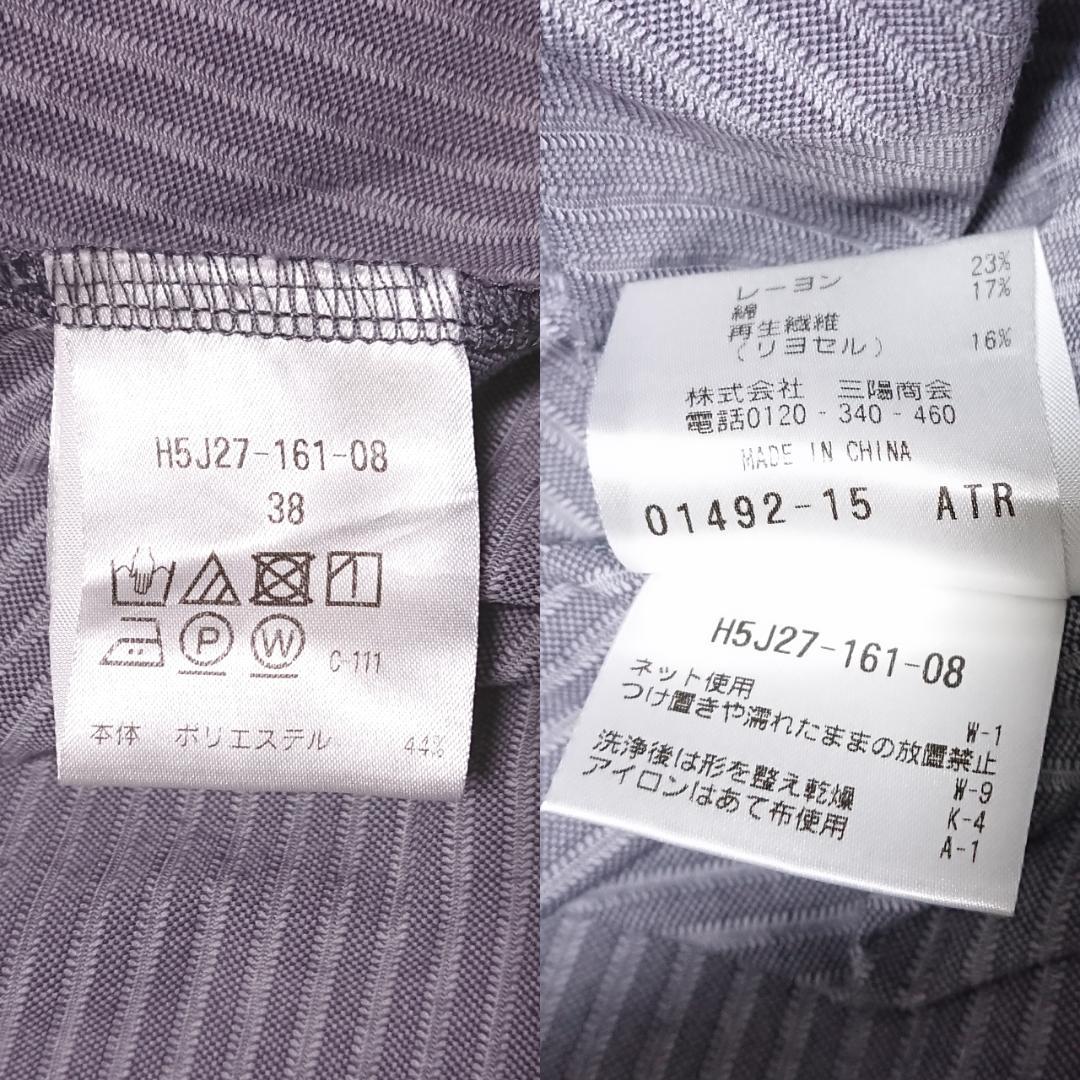 H5J27-161-08
38
P W C-111
本体 ポリエステル 44%
レーヨン 23%
綿 17%
再生繊維
(リヨセル) 16%
株式会社 三陽商会
電話0120-340-460
MADE IN CHINA
01492-15 ATR
H5J27-161-08
ネット使用 W-1
つけ置きや濡れたままの放置禁止
W-9
洗浄後は形を整え乾燥 K-4
アイロンはあて布使用 A-1